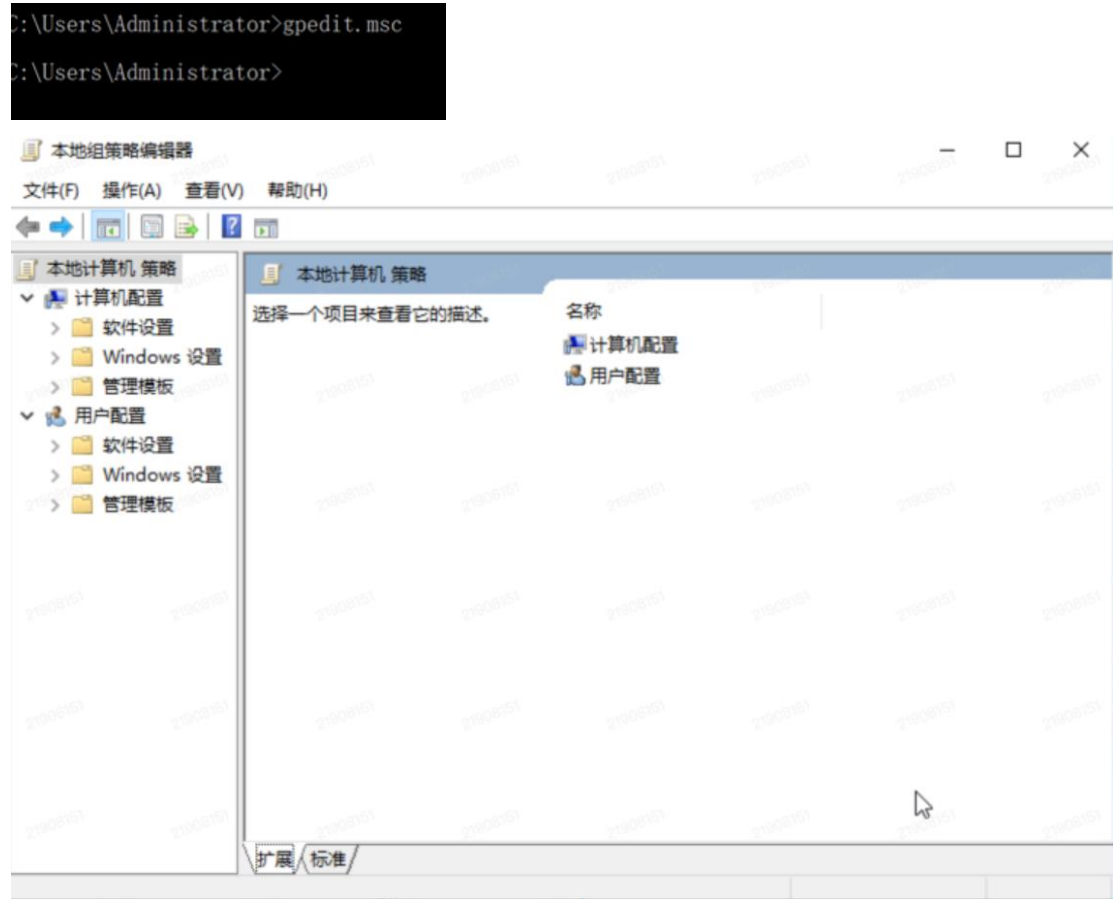 C:\Users\Administrator>gpedit.msc
C:\Users\Administrator>
本地组策略编辑器
文件(F) 操作(A) 查看(V) 帮助(H)
本地计算机 策略
计算机配置
软件设置
Windows 设置
管理模板
用户配置
软件设置
Windows 设置
管理模板
本地计算机 策略
选择一个项目来查看它的描述。
名称
计算机配置
用户配置
扩展 标准
21908151